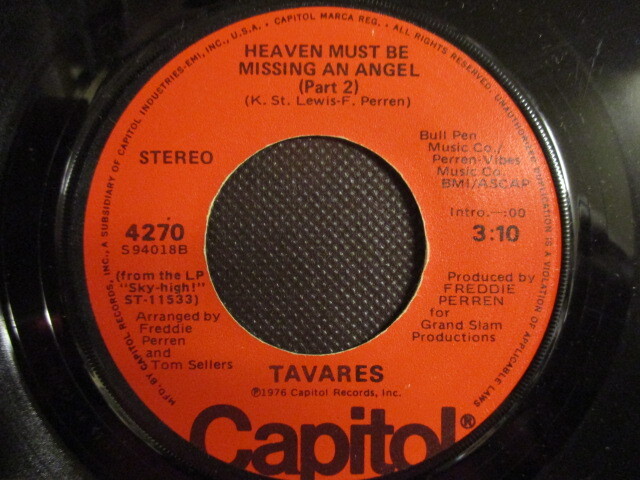 MFD. BY CAPITOL RECORDS, INC., A SUBSIDIARY OF CAPITOL INDUSTRIES-EMI, INC., U.S.A. • CAPITOL MARCA REG. • ALL RIGHTS RESERVED. UNAUTHORIZED DUPLICATION IS A VIOLATION OF APPLICABLE LAWS
HEAVEN MUST BE
MISSING AN ANGEL
(Part 2)
(K. St. Lewis-F. Perren)
STEREO
Bull Pen
Music Co./
Perren-Vibes
Music Co.
BMI/ASCAP
4270
S94018B
Intro.—:00
3:10
(from the LP
"Sky-high!"
ST-11533)
Arranged by
Freddie
Perren
and
Tom Sellers
Produced by
FREDDIE
PERREN
for
Grand Slam
Productions
TAVARES
℗1976 Capitol Records, Inc.
Capitol®